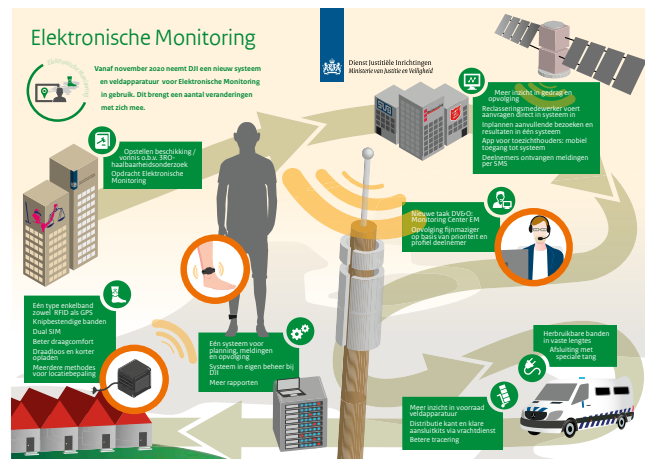 Elektronische Monitoring
Vanaf november 2020 neemt DJI een nieuw systeem
en veldapparatuur voor Elektronische Monitoring
in gebruik. Dit brengt een aantal veranderingen
met zich mee.
Dienst Justitiële Inrichtingen
Ministerie van Justitie en Veiligheid
Opstellen beschikking /
vonnis o.b.v. 3RO-
haalbaarheidsonderzoek
Opdracht Elektronische
Monitoring
Meer inzicht in gedrag en
opvolging
Reclasseringsmedewerker voert
aanvragen direct in systeem in
Inplannen aanvullende bezoeken en
resultaten in één systeem
App voor toezichthouders: mobiel
toegang tot systeem
Deelnemers ontvangen meldingen
per SMS
Nieuwe taak DV&O:
Monitoring Center EM
Opvolging fijnmaziger
op basis van prioriteit en
profiel deelnemer
Eén type enkelband
zowel RFID als GPS
Knipbestendige banden
Dual SIM
Beter draagcomfort
Draadloos en korter
opladen
Meerdere methodes
voor locatiebepaling
Eén systeem voor
planning, meldingen
en opvolging
Systeem in eigen beheer bij
DJI
Meer rapporten
Herbruikbare banden
in vaste lengtes
Afsluiting met
speciale tang
Meer inzicht in voorraad
veldapparatuur
Distributie kant en klare
aansluitkits via vrachtdienst
Betere tracering